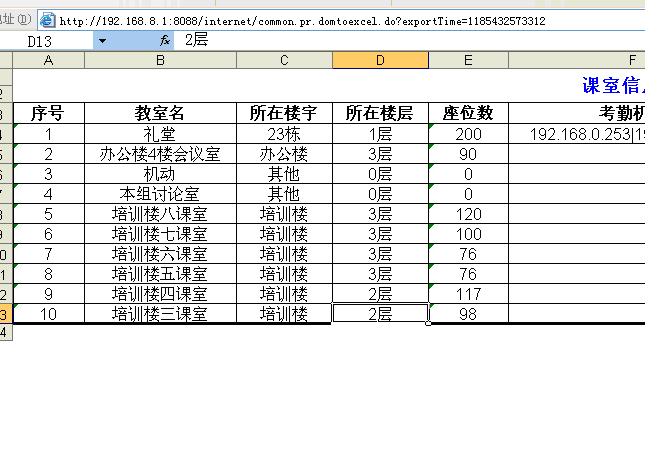 址(D) http://192.168.8.1:8088/internet/common.pr.domtoexcel.do?exportTime=1185432573312
D13 fx 2层
A B C D E F
2 课室信
3 序号 教室名 所在楼宇 所在楼层 座位数 考勤机
4 1 礼堂 23栋 1层 200 192.168.0.253|19
5 2 办公楼4楼会议室 办公楼 3层 90
6 3 机动 其他 0层 0
7 4 本组讨论室 其他 0层 0
8 5 培训楼八课室 培训楼 3层 120
9 6 培训楼七课室 培训楼 3层 100
0 7 培训楼六课室 培训楼 3层 76
1 8 培训楼五课室 培训楼 3层 76
2 9 培训楼四课室 培训楼 2层 117
3 10 培训楼三课室 培训楼 2层 98
4